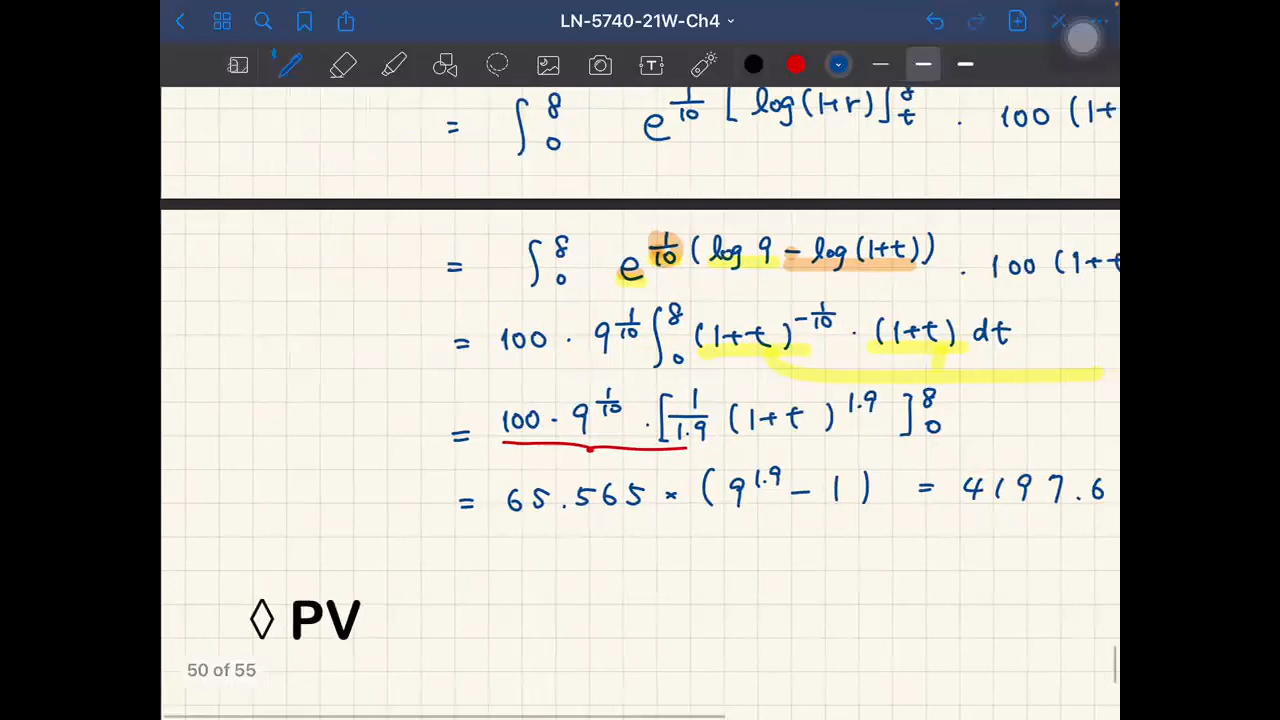 LN-5740-21W-Ch4
= ∫₀⁸ e^{1/10 [log(1+r)]_t^8} · 100 (1+
= ∫₀⁸ e^{1/10 (log 9 - log(1+t))} · 100 (1+t
= 100 · 9^{1/10} ∫₀⁸ (1+t)^{-1/10} · (1+t) dt
= 100 · 9^{1/10} · [1/1.9 (1+t)^{1.9}]₀⁸
= 65.565 × (9^{1.9} - 1) = 4197.6
◊ PV
50 of 55